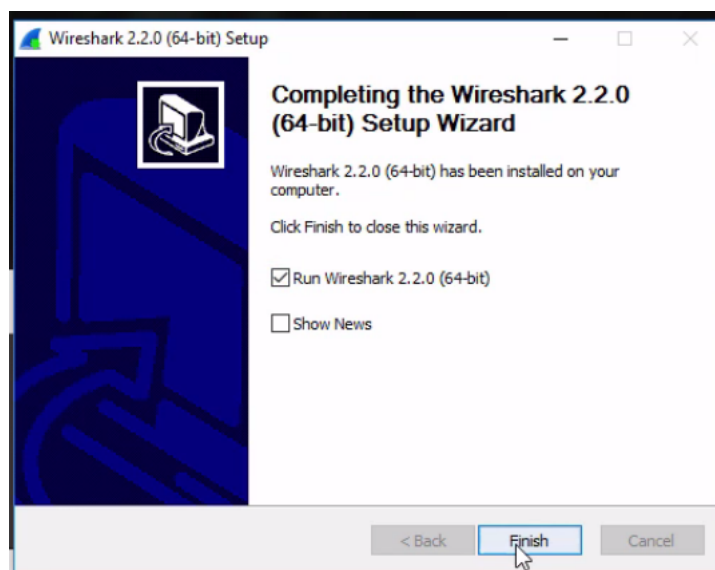 Wireshark 2.2.0 (64-bit) Setup
Completing the Wireshark 2.2.0
(64-bit) Setup Wizard
Wireshark 2.2.0 (64-bit) has been installed on your
computer.
Click Finish to close this wizard.
Run Wireshark 2.2.0 (64-bit)
Show News
< Back Finish Cancel